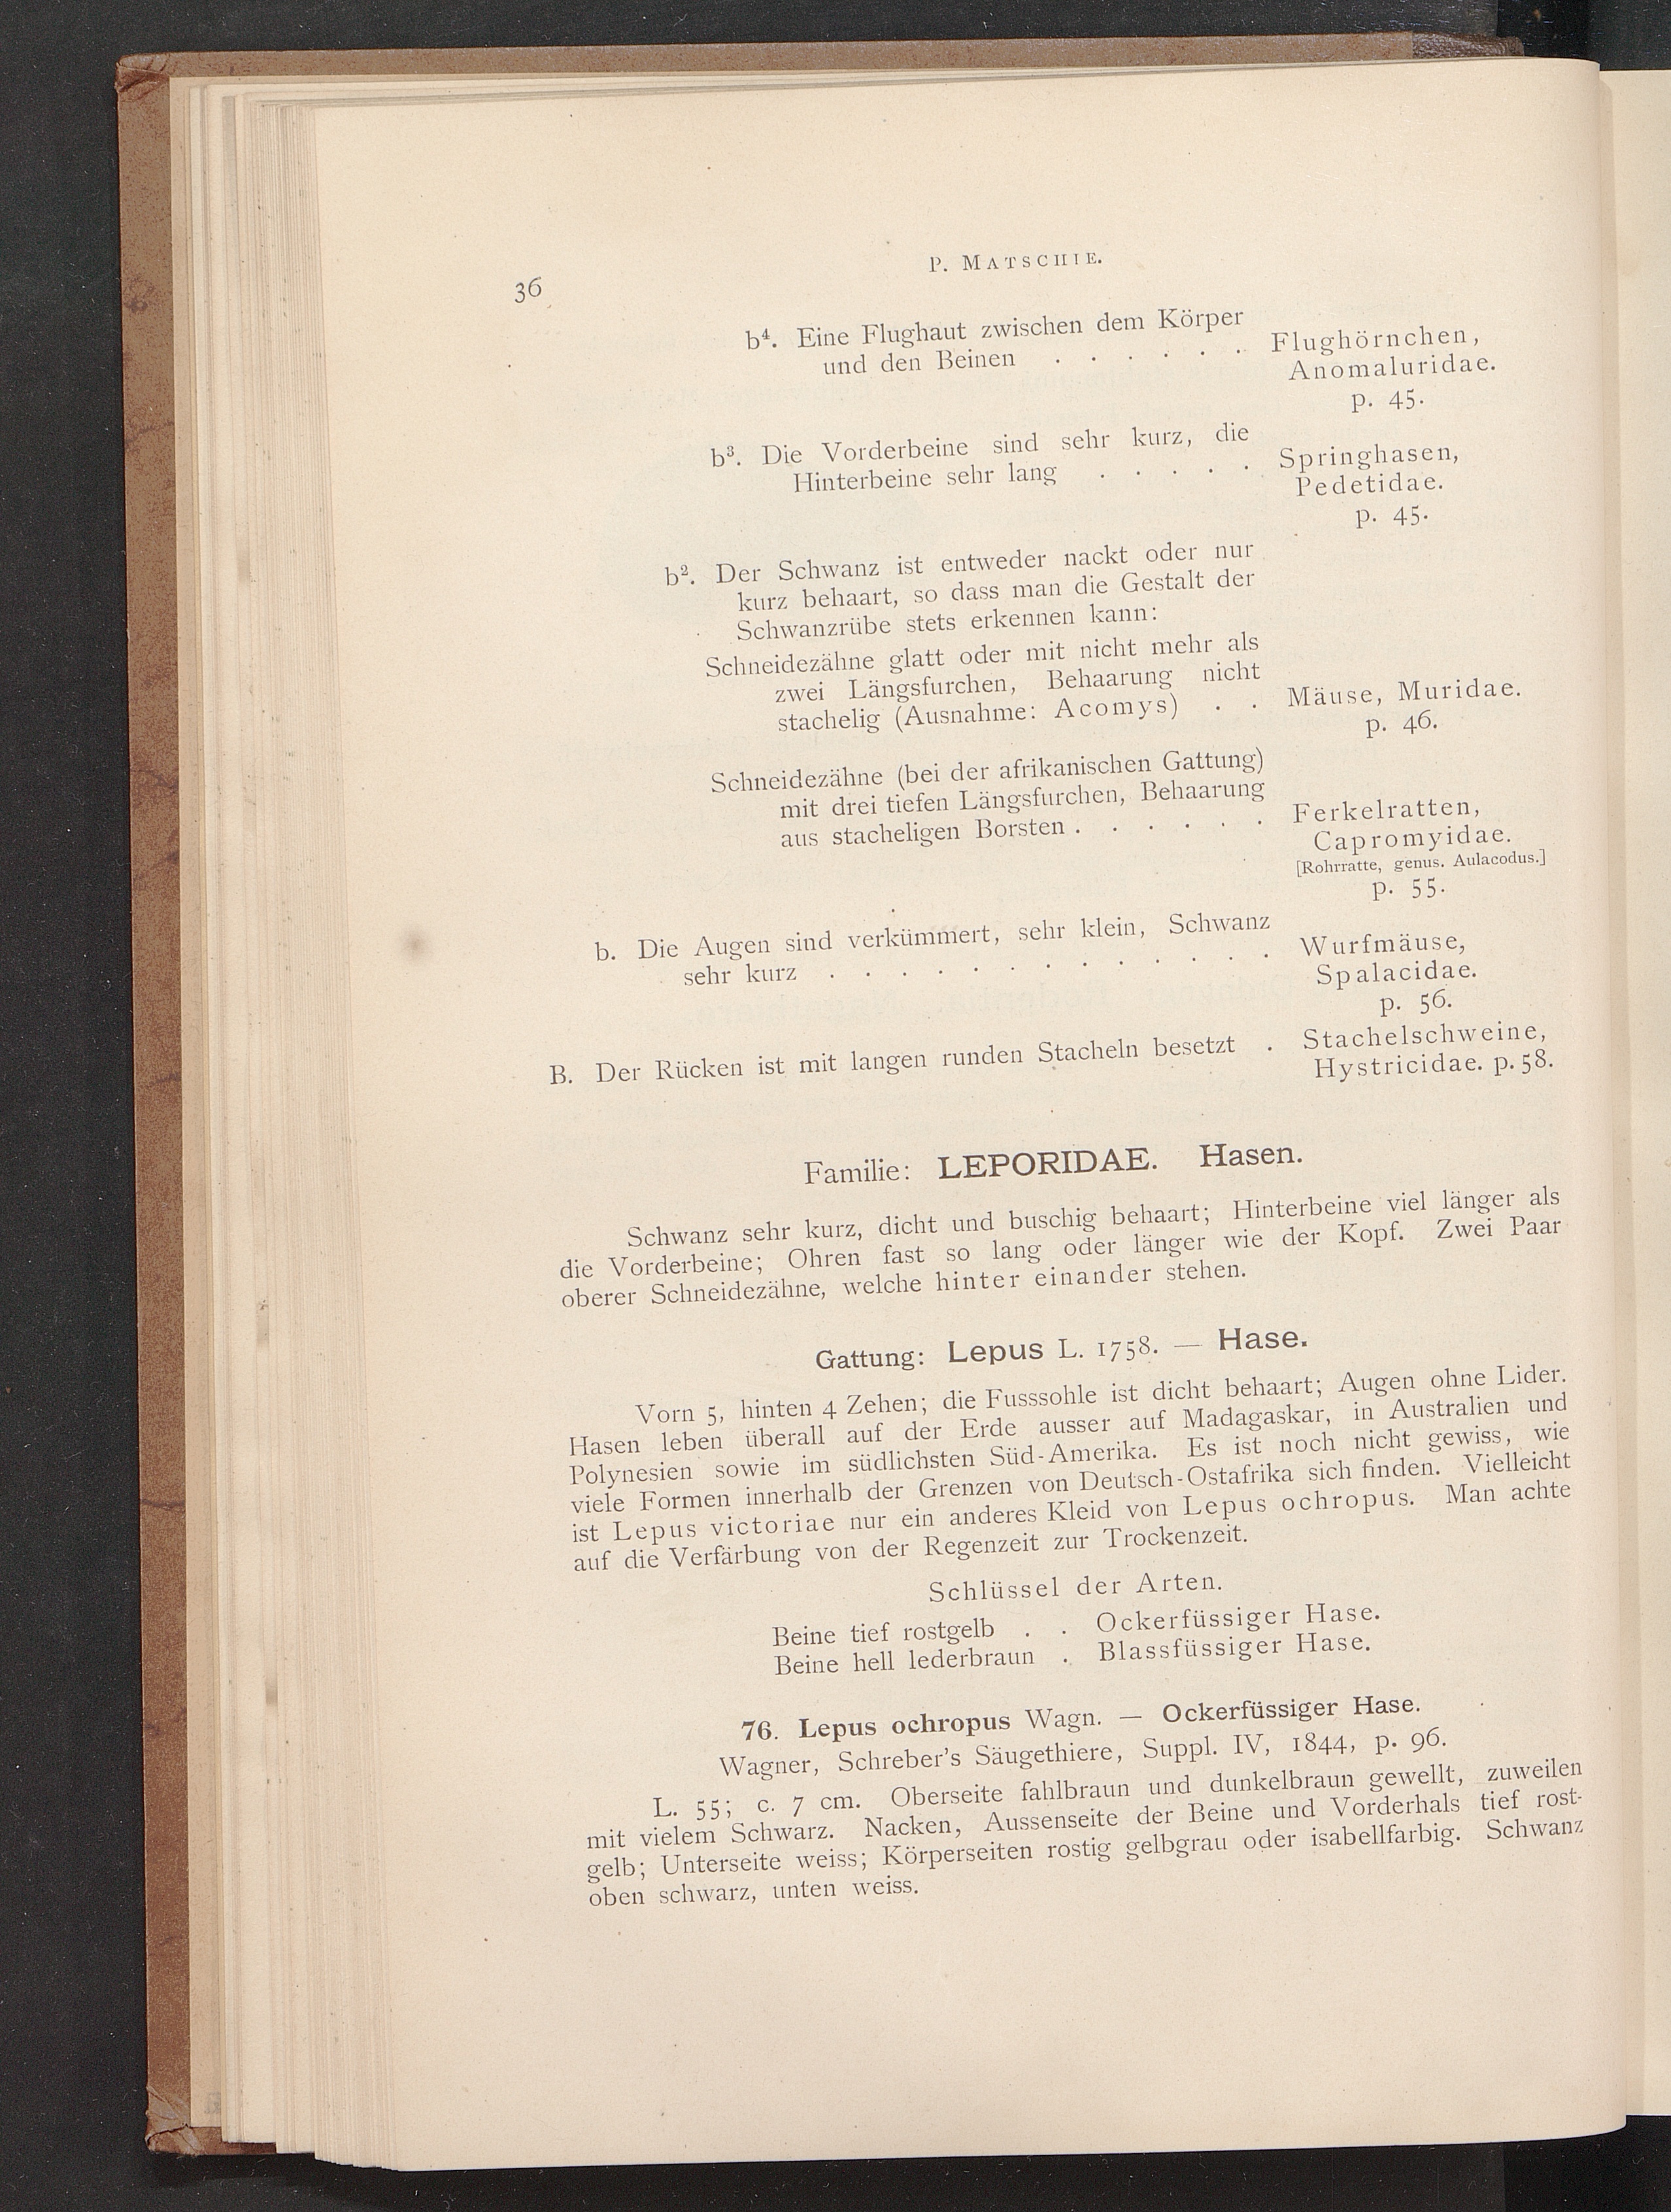 P. MATSCHIE.
36
b⁴. Eine Flughaut zwischen dem Körper
und den Beinen . . . . . . Flughörnchen,
Anomaluridae.
p. 45.
b³. Die Vorderbeine sind sehr kurz, die
Hinterbeine sehr lang . . . . . Springhasen,
Pedetidae.
p. 45.
b². Der Schwanz ist entweder nackt oder nur
kurz behaart, so dass man die Gestalt der
Schwanzrübe stets erkennen kann:
Schneidezähne glatt oder mit nicht mehr als
zwei Längsfurchen, Behaarung nicht
stachelig (Ausnahme: Acomys) . . Mäuse, Muridae.
p. 46.
Schneidezähne (bei der afrikanischen Gattung)
mit drei tiefen Längsfurchen, Behaarung
aus stacheligen Borsten . . . . . . Ferkelratten,
Capromyidae.
[Rohrratte, genus. Aulacodus.]
p. 55.
b. Die Augen sind verkümmert, sehr klein, Schwanz
sehr kurz . . . . . . . . . . . . . Wurfmäuse,
Spalacidae.
p. 56.
B. Der Rücken ist mit langen runden Stacheln besetzt . Stachelschweine,
Hystricidae. p. 58.
Familie: LEPORIDAE. Hasen.
Schwanz sehr kurz, dicht und buschig behaart; Hinterbeine viel länger als
die Vorderbeine; Ohren fast so lang oder länger wie der Kopf. Zwei Paar
oberer Schneidezähne, welche hinter einander stehen.
Gattung: Lepus L. 1758. — Hase.
Vorn 5, hinten 4 Zehen; die Fusssohle ist dicht behaart; Augen ohne Lider.
Hasen leben überall auf der Erde ausser auf Madagaskar, in Australien und
Polynesien sowie im südlichsten Süd-Amerika. Es ist noch nicht gewiss, wie
viele Formen innerhalb der Grenzen von Deutsch-Ostafrika sich finden. Vielleicht
ist Lepus victoriae nur ein anderes Kleid von Lepus ochropus. Man achte
auf die Verfärbung von der Regenzeit zur Trockenzeit.
Schlüssel der Arten.
Beine tief rostgelb . . Ockerfüssiger Hase.
Beine hell lederbraun . Blassfüssiger Hase.
76. Lepus ochropus Wagn. — Ockerfüssiger Hase.
Wagner, Schreber's Säugethiere, Suppl. IV, 1844, p. 96.
L. 55; c. 7 cm. Oberseite fahlbraun und dunkelbraun gewellt, zuweilen
mit vielem Schwarz. Nacken, Aussenseite der Beine und Vorderhals tief rost-
gelb; Unterseite weiss; Körperseiten rostig gelbgrau oder isabellfarbig. Schwanz
oben schwarz, unten weiss.